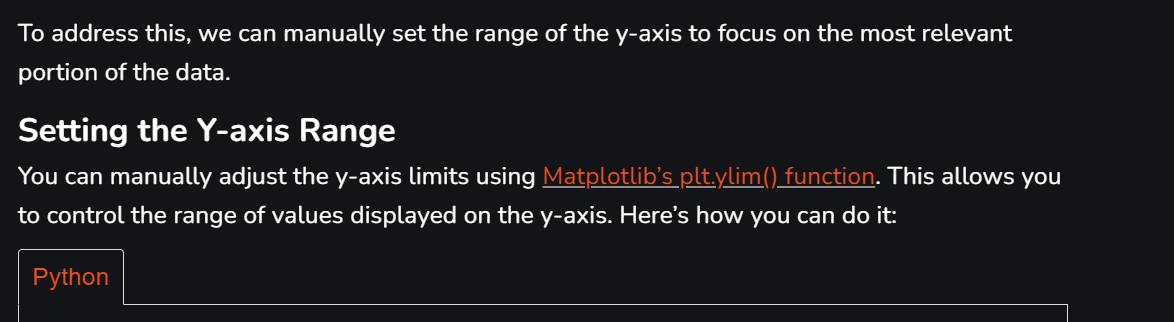 To address this, we can manually set the range of the y-axis to focus on the most relevant
portion of the data.
Setting the Y-axis Range
You can manually adjust the y-axis limits using Matplotlib’s plt.ylim() function. This allows you
to control the range of values displayed on the y-axis. Here’s how you can do it:
Python